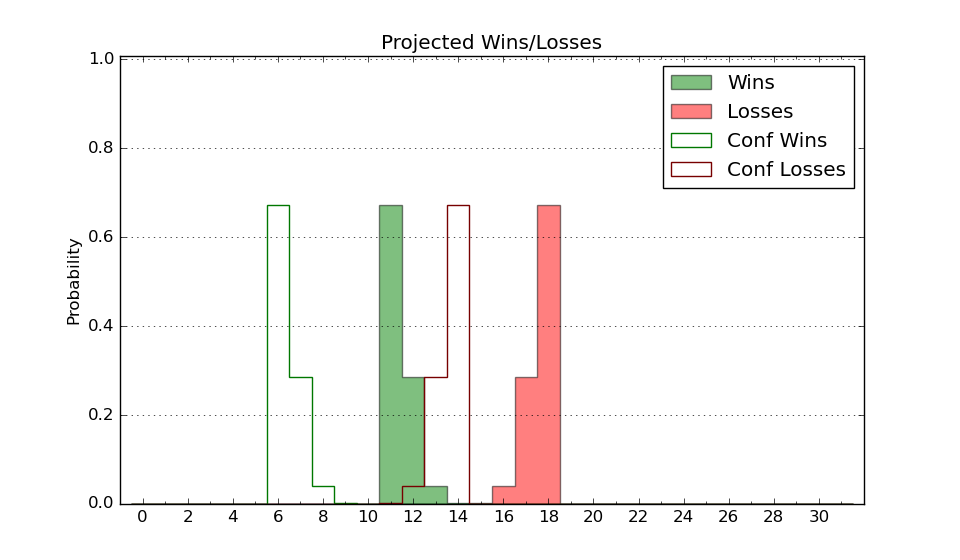 Projected Wins/Losses
Wins
Losses
Conf Wins
Conf Losses
Probability
1.0
0.8
0.6
0.4
0.2
0.0
0 2 4 6 8 10 12 14 16 18 20 22 24 26 28 30